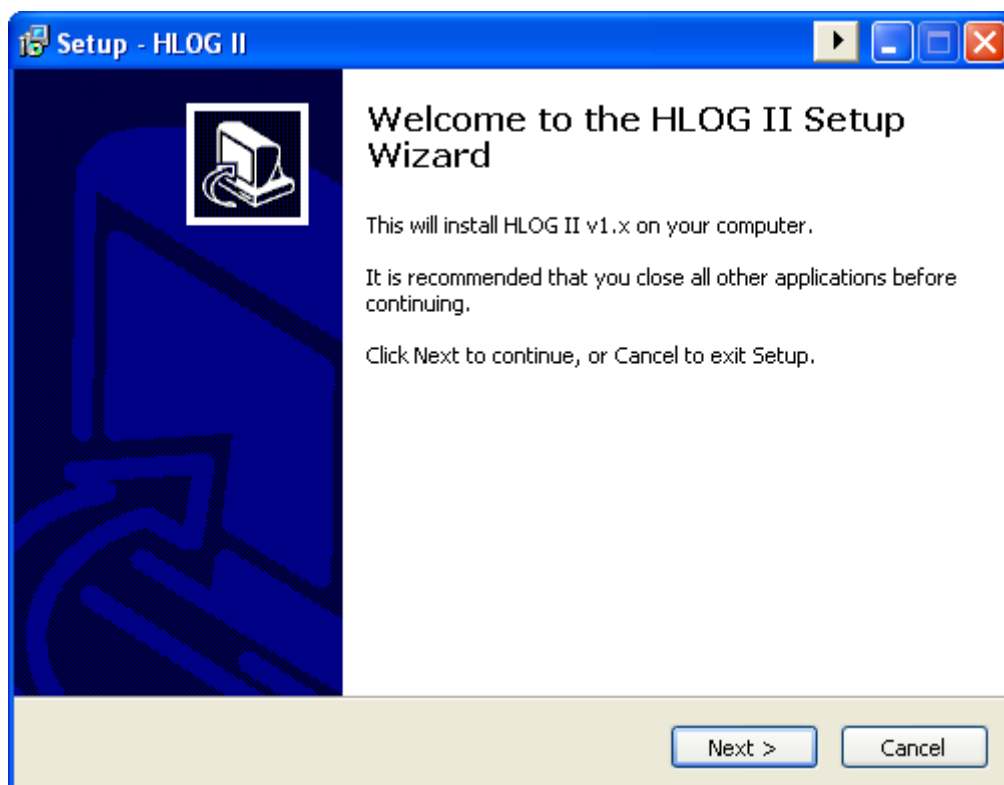 Setup - HLOG II
Welcome to the HLOG II Setup
Wizard
This will install HLOG II v1.x on your computer.
It is recommended that you close all other applications before
continuing.
Click Next to continue, or Cancel to exit Setup.
Next >
Cancel